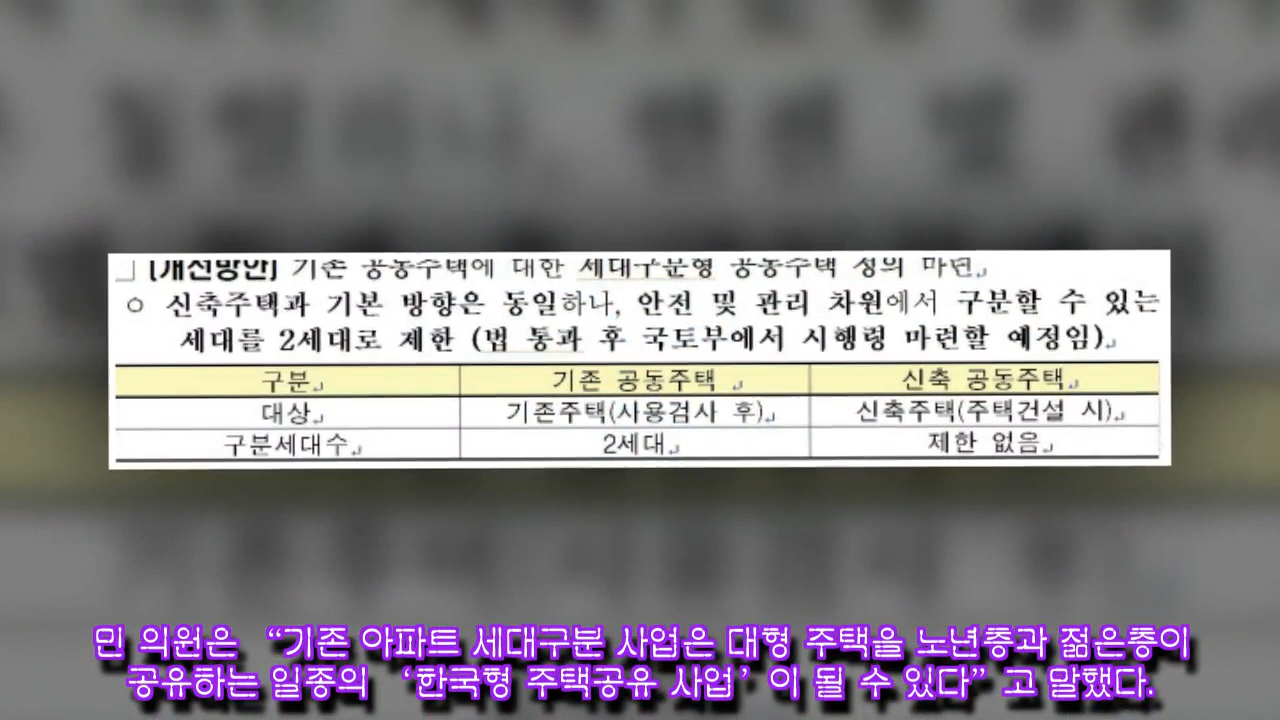 □ [개선방안] 기존 공동주택에 대한 세대구분형 공동주택 정의 마련
○ 신축주택과 기본 방향은 동일하나, 안전 및 관리 차원에서 구분할 수 있는
세대를 2세대로 제한 (법 통과 후 국토부에서 시행령 마련할 예정임)
구분 기존 공동주택 신축 공동주택
대상 기존주택(사용검사 후) 신축주택(주택건설 시)
구분세대수 2세대 제한 없음
민 의원은 “기존 아파트 세대구분 사업은 대형 주택을 노년층과 젊은층이
공유하는 일종의 ‘한국형 주택공유 사업’이 될 수 있다”고 말했다.